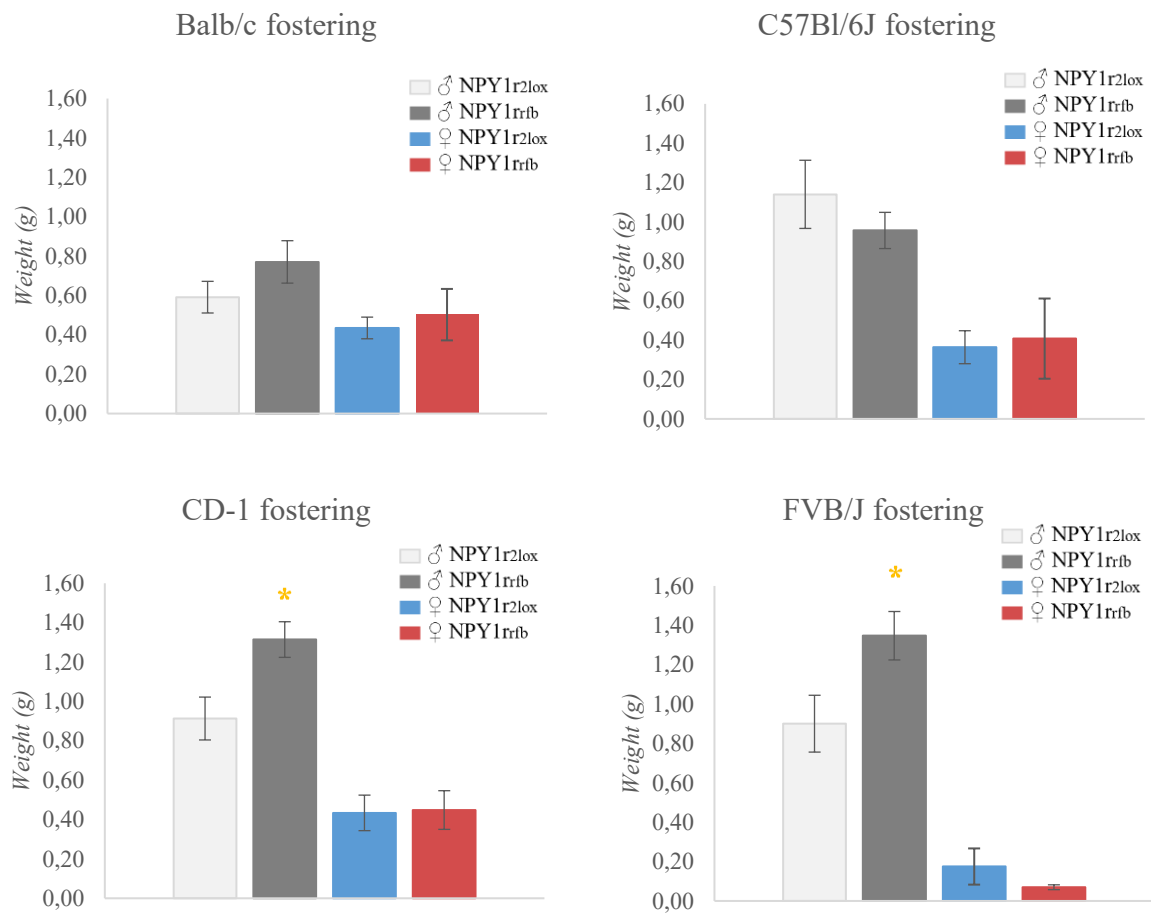 Balb/c fostering
♂ NPY1r2lox
♂ NPY1rrfb
♀ NPY1r2lox
♀ NPY1rrfb
1,60
1,40
1,20
1,00
0,80
0,60
0,40
0,20
0,00
Weight (g)
C57Bl/6J fostering
♂ NPY1r2lox
♂ NPY1rrfb
♀ NPY1r2lox
♀ NPY1rrfb
1,60
1,40
1,20
1,00
0,80
0,60
0,40
0,20
0,00
Weight (g)
CD-1 fostering
♂ NPY1r2lox
♂ NPY1rrfb
♀ NPY1r2lox
♀ NPY1rrfb
1,60
1,40
1,20
1,00
0,80
0,60
0,40
0,20
0,00
Weight (g)
*
FVB/J fostering
♂ NPY1r2lox
♂ NPY1rrfb
♀ NPY1r2lox
♀ NPY1rrfb
1,60
1,40
1,20
1,00
0,80
0,60
0,40
0,20
0,00
Weight (g)
*